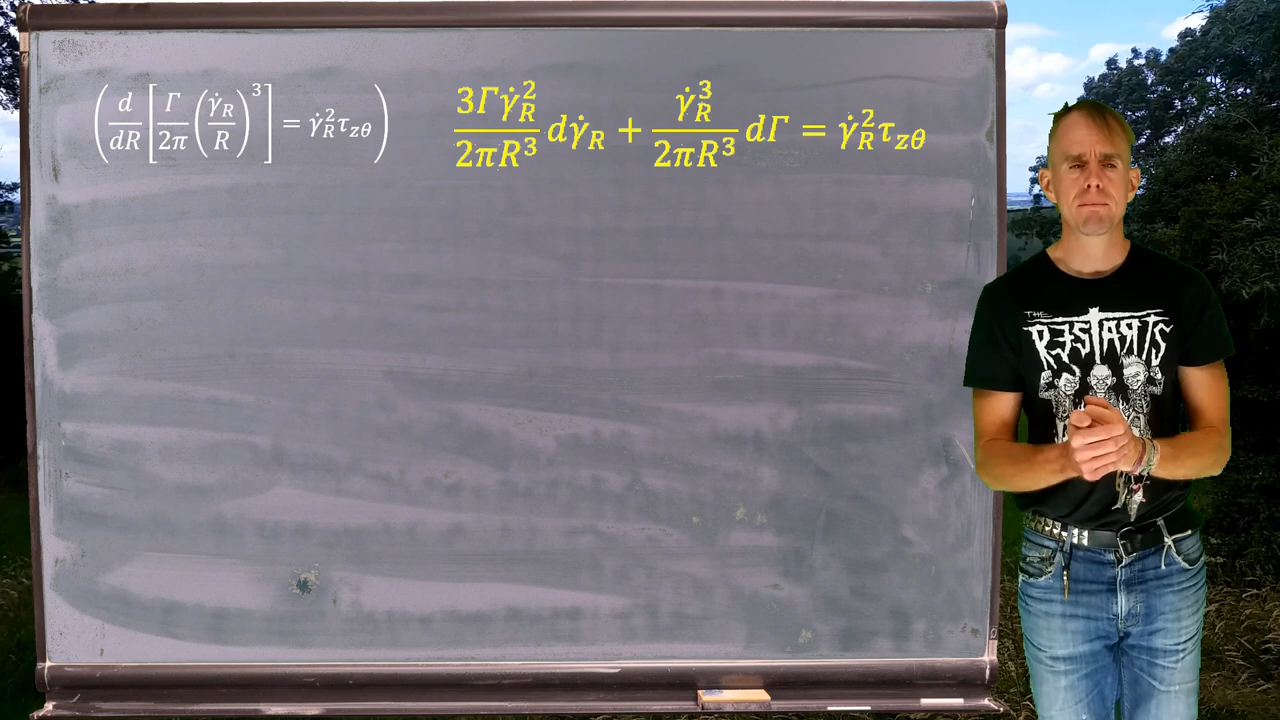 (d/dR [Γ/2π (γ̇_R/R)^3] = γ̇_R^2 τ_zθ)
3Γγ̇_R^2/2πR^3 dγ̇_R + γ̇_R^3/2πR^3 dΓ = γ̇_R^2 τ_zθ
THE
RESTARTS